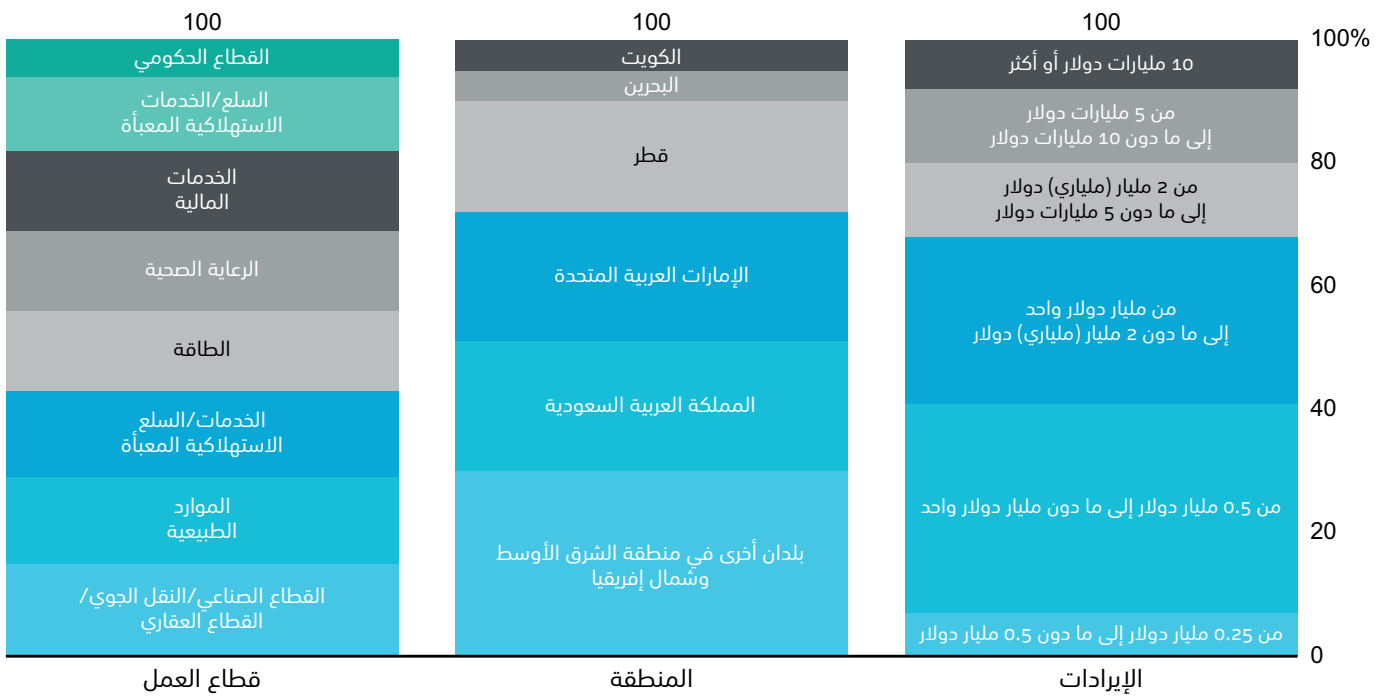 100
القطاع الحكومي
السلع/الخدمات
الاستهلاكية المعبأة
الخدمات
المالية
الرعاية الصحية
الطاقة
الخدمات/السلع
الاستهلاكية المعبأة
الموارد
الطبيعية
القطاع الصناعي/النقل الجوي/
القطاع العقاري
قطاع العمل
100
الكويت
البحرين
قطر
الإمارات العربية المتحدة
المملكة العربية السعودية
بلدان أخرى في منطقة الشرق الأوسط
وشمال إفريقيا
المنطقة
100
10 مليارات دولار أو أكثر
من 5 مليارات دولار
إلى ما دون 10 مليارات دولار
من 2 مليار (ملياري) دولار
إلى ما دون 5 مليارات دولار
من مليار دولار واحد
إلى ما دون 2 مليار (ملياري) دولار
من 0.5 مليار دولار إلى ما دون مليار دولار واحد
من 0.25 مليار دولار إلى ما دون 0.5 مليار دولار
الإيرادات
100%
80
60
40
20
0